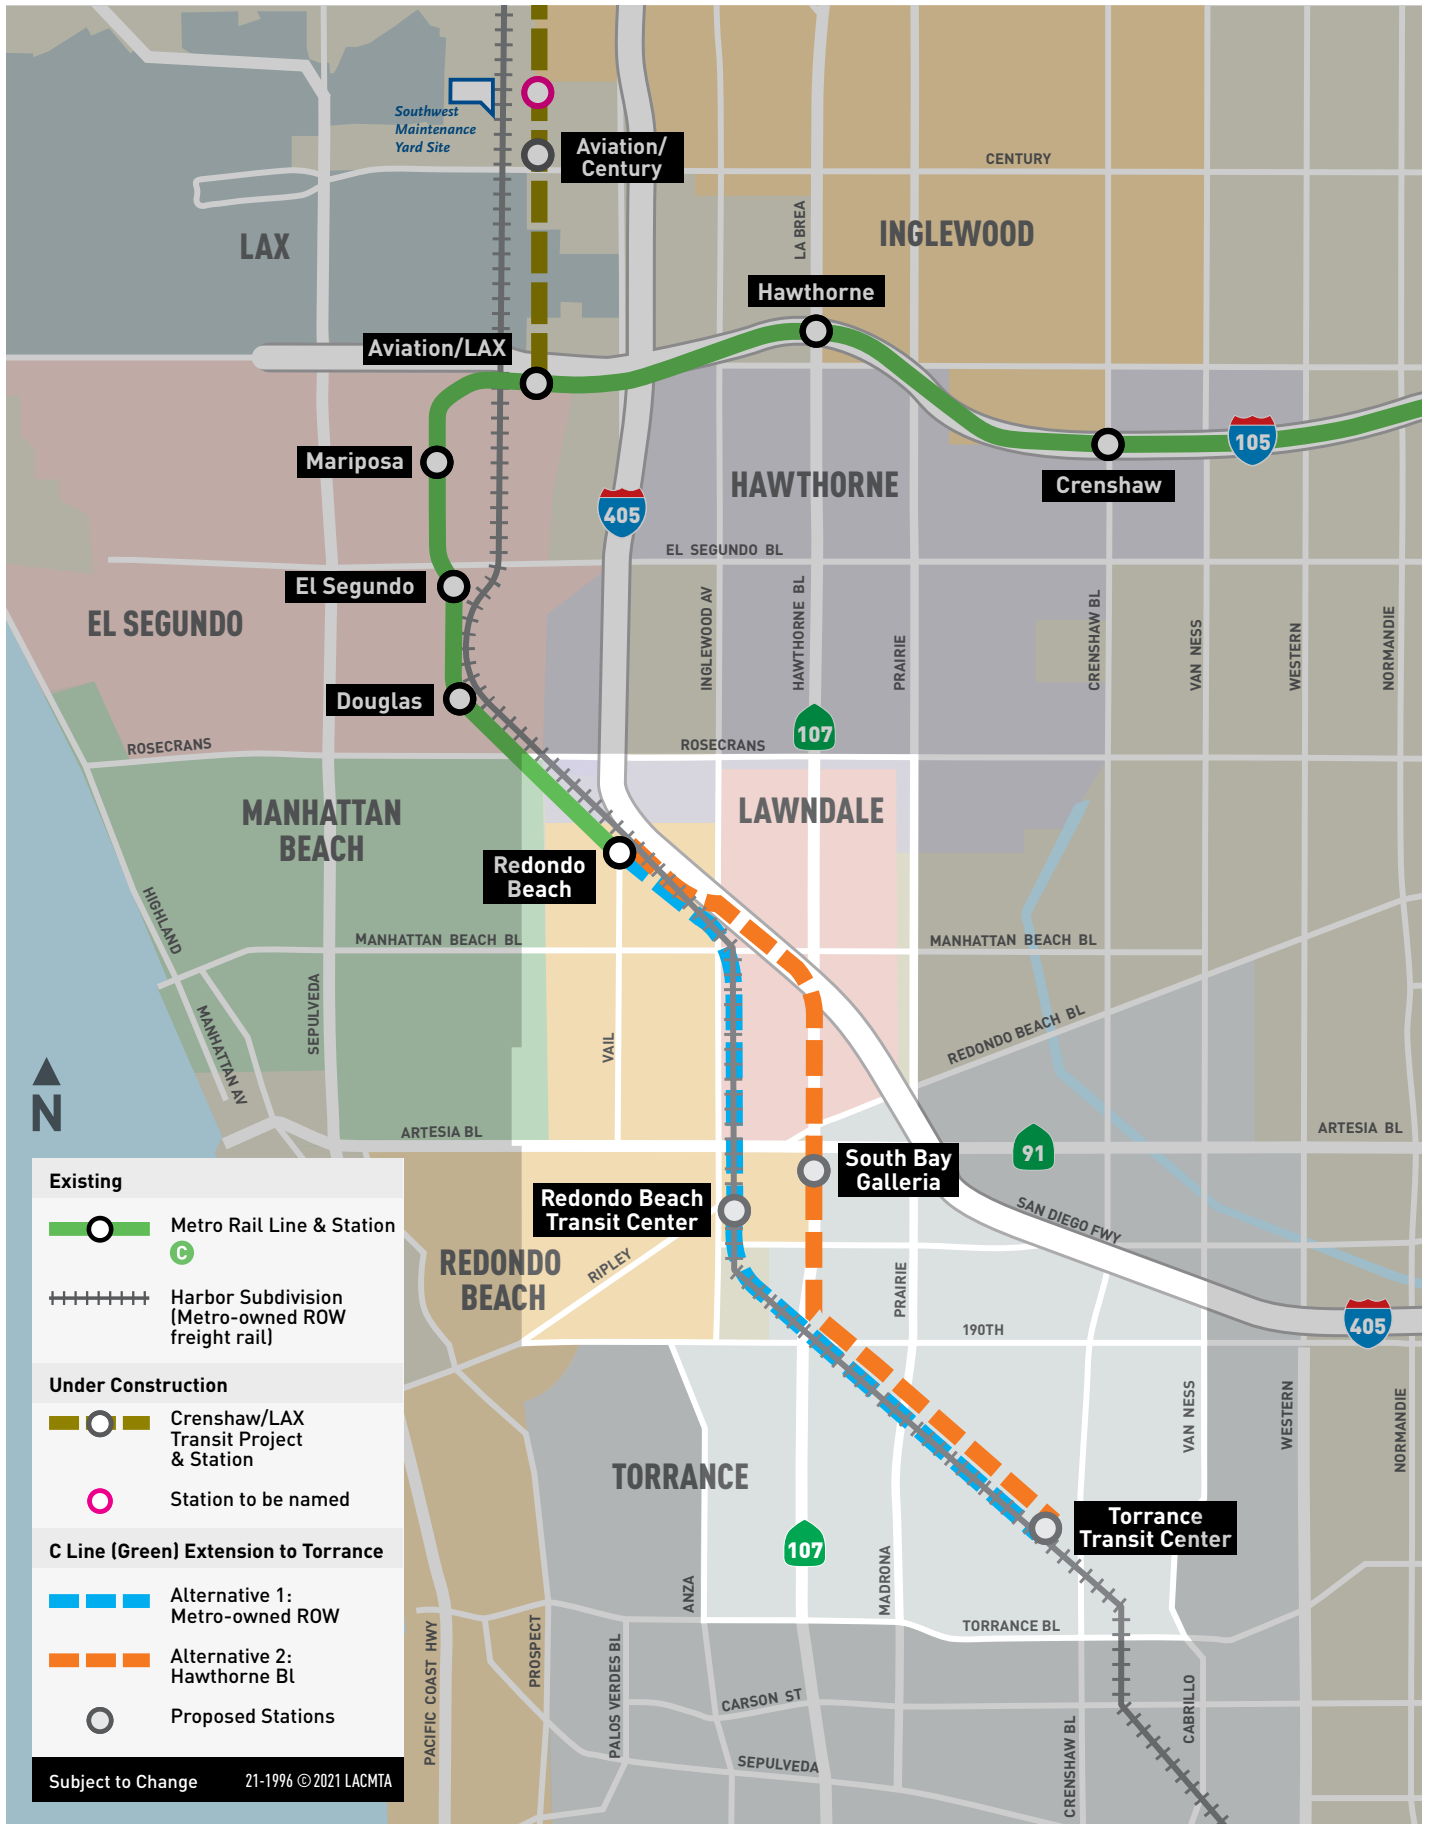 Southwest
Maintenance
Yard Site
Aviation/
Century
CENTURY
LAX
LA BREA
INGLEWOOD
Hawthorne
Aviation/LAX
Mariposa
HAWTHORNE
105
Crenshaw
405
EL SEGUNDO BL
El Segundo
EL SEGUNDO
INGLEWOOD AV
HAWTHORNE BL
PRAIRIE
CRENSHAW BL
VAN NESS
WESTERN
NORMANDIE
Douglas
107
ROSECRANS
ROSECRANS
MANHATTAN
BEACH
LAWNDALE
Redondo
Beach
HIGHLAND
MANHATTAN BEACH BL
MANHATTAN BEACH BL
SEPULVEDA
MANHATTAN AV
VAIL
REDONDO BEACH BL
N
ARTESIA BL
ARTESIA BL
91
South Bay
Galleria
Redondo Beach
Transit Center
SAN DIEGO FWY
REDONDO
BEACH
RIPLEY
PRAIRIE
190TH
405
VAN NESS
WESTERN
NORMANDIE
TORRANCE
Torrance
Transit Center
107
ANZA
MADRONA
TORRANCE BL
PACIFIC COAST HWY
PROSPECT
PALOS VERDES BL
CARSON ST
SEPULVEDA
CRENSHAW BL
CABRILLO
Existing
Metro Rail Line & Station
C
Harbor Subdivision
(Metro-owned ROW
freight rail)
Under Construction
Crenshaw/LAX
Transit Project
& Station
Station to be named
C Line (Green) Extension to Torrance
Alternative 1:
Metro-owned ROW
Alternative 2:
Hawthorne Bl
Proposed Stations
Subject to Change
21-1996 © 2021 LACMTA